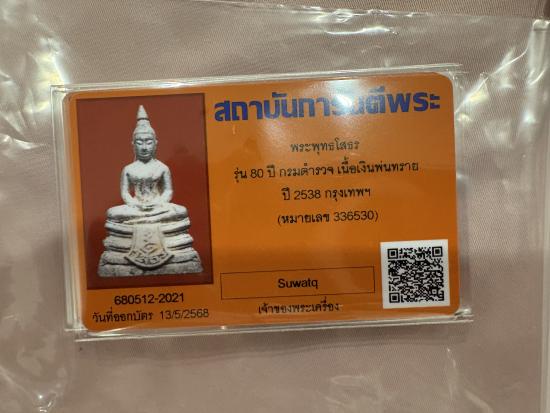 สถาบันการันตีพระ
พระพุทธโสธร
รุ่น 80 ปี กรมตำรวจ เนื้อเงินพ่นทราย
ปี 2538 กรุงเทพฯ
(หมายเลข 336530)
Suwatq
เจ้าของพระเครื่อง
680512-2021
วันที่ออกบัตร 13/5/2568